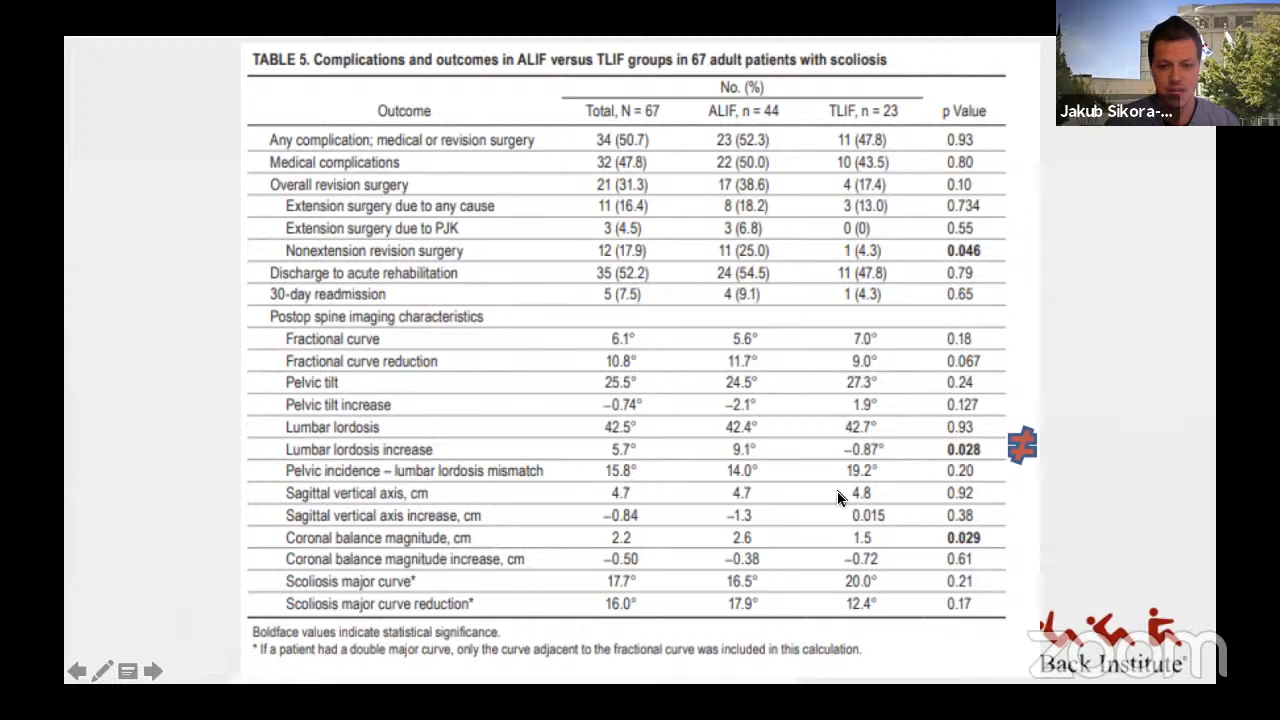 Jakub Sikora-...
TABLE 5. Complications and outcomes in ALIF versus TLIF groups in 67 adult patients with scoliosis
No. (%)
Outcome Total, N = 67 ALIF, n = 44 TLIF, n = 23 p Value
Any complication; medical or revision surgery 34 (50.7) 23 (52.3) 11 (47.8) 0.93
Medical complications 32 (47.8) 22 (50.0) 10 (43.5) 0.80
Overall revision surgery 21 (31.3) 17 (38.6) 4 (17.4) 0.10
Extension surgery due to any cause 11 (16.4) 8 (18.2) 3 (13.0) 0.734
Extension surgery due to PJK 3 (4.5) 3 (6.8) 0 (0) 0.55
Nonextension revision surgery 12 (17.9) 11 (25.0) 1 (4.3) 0.046
Discharge to acute rehabilitation 35 (52.2) 24 (54.5) 11 (47.8) 0.79
30-day readmission 5 (7.5) 4 (9.1) 1 (4.3) 0.65
Postop spine imaging characteristics
Fractional curve 6.1° 5.6° 7.0° 0.18
Fractional curve reduction 10.8° 11.7° 9.0° 0.067
Pelvic tilt 25.5° 24.5° 27.3° 0.24
Pelvic tilt increase –0.74° –2.1° 1.9° 0.127
Lumbar lordosis 42.5° 42.4° 42.7° 0.93
Lumbar lordosis increase 5.7° 9.1° –0.87° 0.028
Pelvic incidence – lumbar lordosis mismatch 15.8° 14.0° 19.2° 0.20
Sagittal vertical axis, cm 4.7 4.7 4.8 0.92
Sagittal vertical axis increase, cm –0.84 –1.3 0.015 0.38
Coronal balance magnitude, cm 2.2 2.6 1.5 0.029
Coronal balance magnitude increase, cm –0.50 –0.38 –0.72 0.61
Scoliosis major curve* 17.7° 16.5° 20.0° 0.21
Scoliosis major curve reduction* 16.0° 17.9° 12.4° 0.17
Boldface values indicate statistical significance.
* If a patient had a double major curve, only the curve adjacent to the fractional curve was included in this calculation.
zoom
Back Institute®